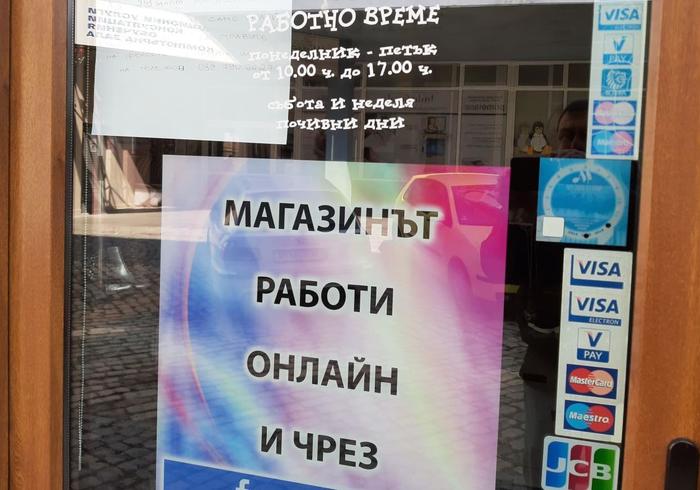 РАБОТНО ВРЕМЕ
понеделник - петък
от 10.00 ч. до 17.00 ч.
събота и неделя
почивни дни
МАГАЗИНЪТ
РАБОТИ
ОНЛАЙН
И ЧРЕЗ
VISA
V
PAY
VISA
VISA
ELECTRON
V
PAY
MasterCard
Maestro
JCB